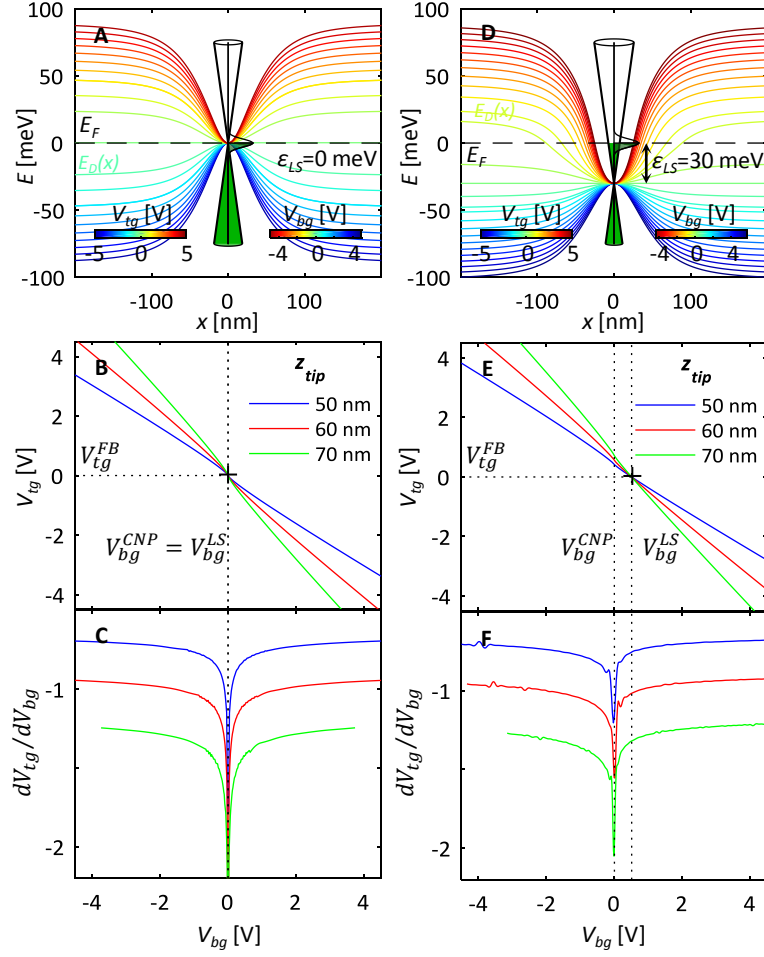 A
100
50
0
-50
-100
E [meV]
E_F
E_D(x)
ε_LS=0 meV
V_tg [V]
-5 0 5
V_bg [V]
-4 0 4
-100 0 100
x [nm]
D
100
50
0
-50
-100
E [meV]
E_D(x)
E_F
ε_LS=30 meV
V_tg [V]
-5 0 5
V_bg [V]
-4 0 4
-100 0 100
x [nm]
B
4
2
0
-2
-4
V_tg [V]
z_tip
50 nm
60 nm
70 nm
V_tg^FB
V_bg^CNP = V_bg^LS
E
4
2
0
-2
-4
V_tg [V]
z_tip
50 nm
60 nm
70 nm
V_tg^FB
V_bg^CNP
V_bg^LS
C
-1
-2
dV_tg/dV_bg
-4 -2 0 2 4
V_bg [V]
F
-1
-2
dV_tg/dV_bg
-4 -2 0 2 4
V_bg [V]